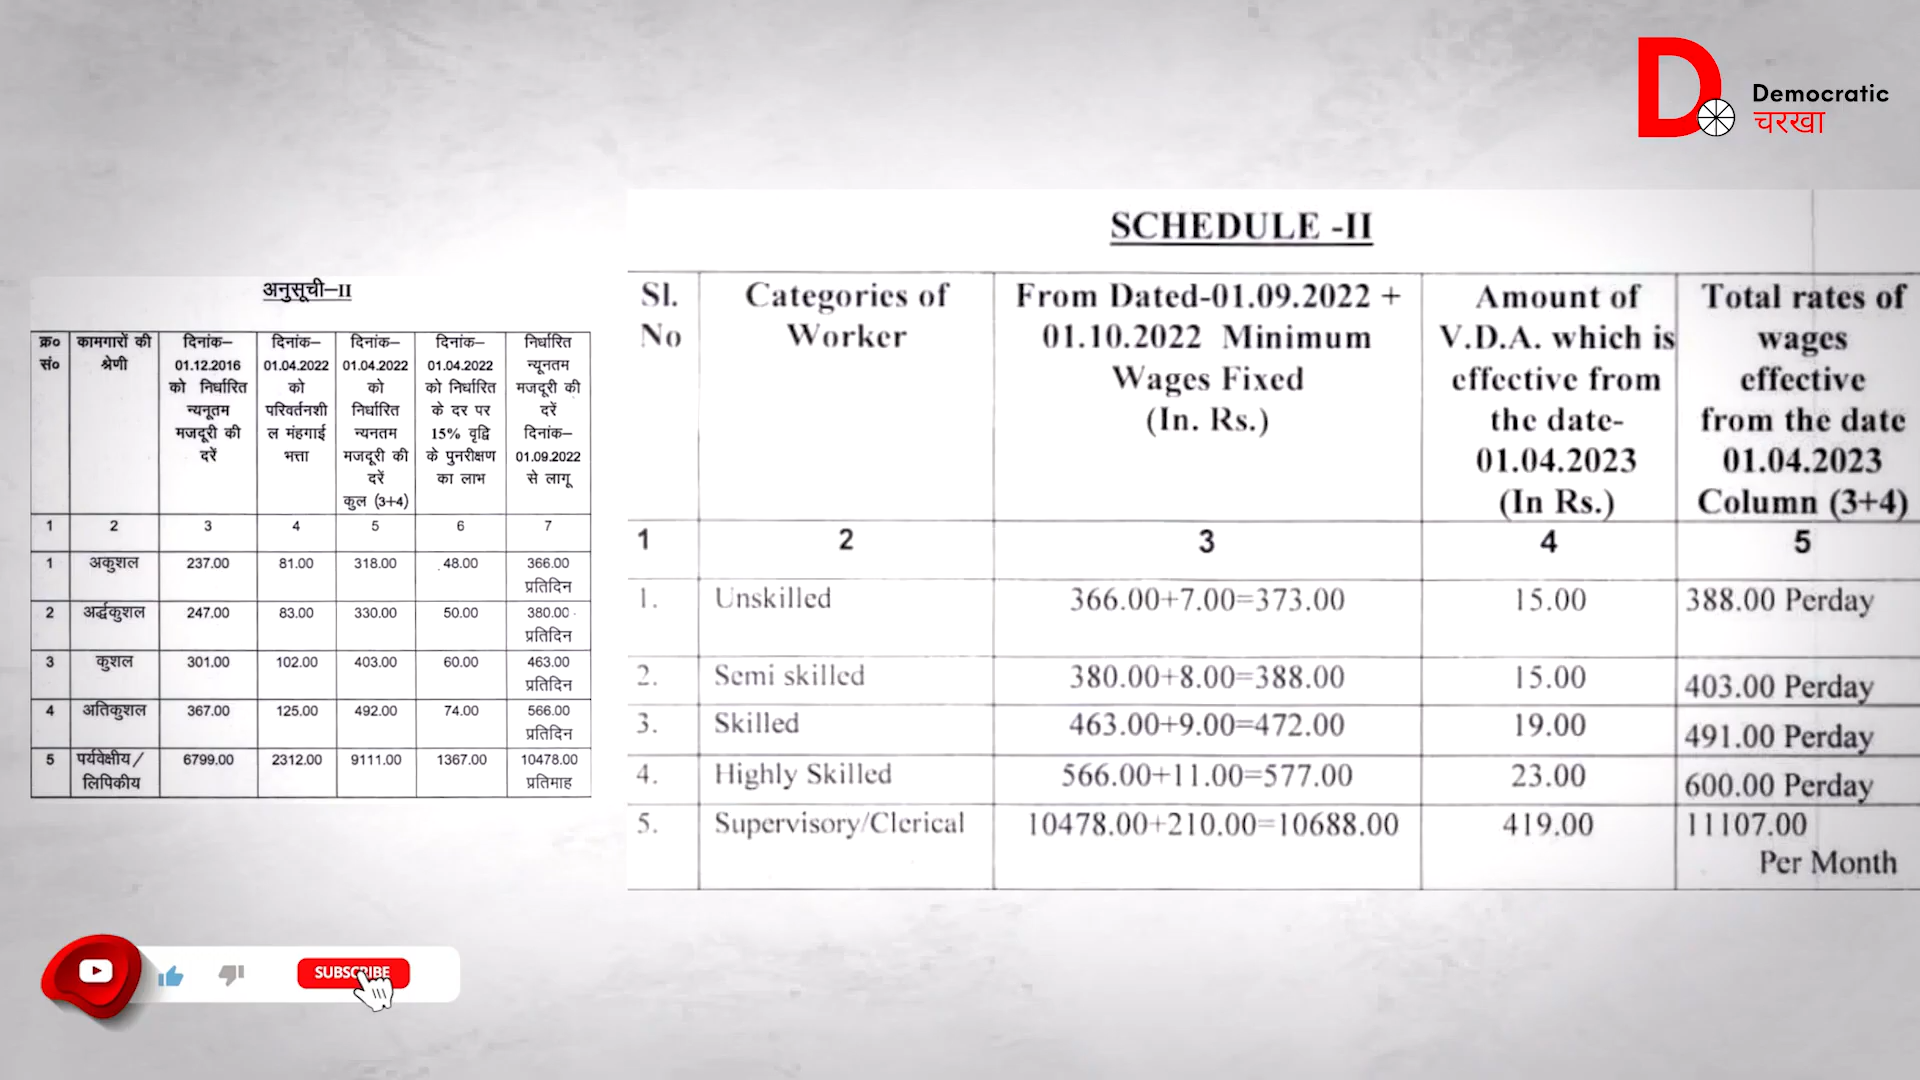 Democratic
चरखा
अनुसूची–II
क्र० सं० | कामगारों की श्रेणी | दिनांक– 01.12.2016 को निर्धारित न्यनूतम मजदूरी की दरें | दिनांक– 01.04.2022 को परिवर्तनशील मंहगाई भत्ता | दिनांक– 01.04.2022 को निर्धारित न्यनतम मजदूरी की दरें कुल (3+4) | दिनांक– 01.04.2022 को निर्धारित के दर पर 15% वृद्वि के पुनरीक्षण का लाभ | निर्धारित न्यूनतम मजदूरी की दरें दिनांक– 01.09.2022 से लागू
1 2 3 4 5 6 7
1 अकुशल 237.00 81.00 318.00 48.00 366.00 प्रतिदिन
2 अर्द्धकुशल 247.00 83.00 330.00 50.00 380.00 प्रतिदिन
3 कुशल 301.00 102.00 403.00 60.00 463.00 प्रतिदिन
4 अतिकुशल 367.00 125.00 492.00 74.00 566.00 प्रतिदिन
5 पर्यवेक्षीय/लिपिकीय 6799.00 2312.00 9111.00 1367.00 10478.00 प्रतिमाह
SCHEDULE -II
Sl. No | Categories of Worker | From Dated-01.09.2022 + 01.10.2022 Minimum Wages Fixed (In. Rs.) | Amount of V.D.A. which is effective from the date- 01.04.2023 (In Rs.) | Total rates of wages effective from the date 01.04.2023 Column (3+4)
1 2 3 4 5
1. Unskilled 366.00+7.00=373.00 15.00 388.00 Perday
2. Semi skilled 380.00+8.00=388.00 15.00 403.00 Perday
3. Skilled 463.00+9.00=472.00 19.00 491.00 Perday
4. Highly Skilled 566.00+11.00=577.00 23.00 600.00 Perday
5. Supervisory/Clerical 10478.00+210.00=10688.00 419.00 11107.00 Per Month
SUBSCRIBE